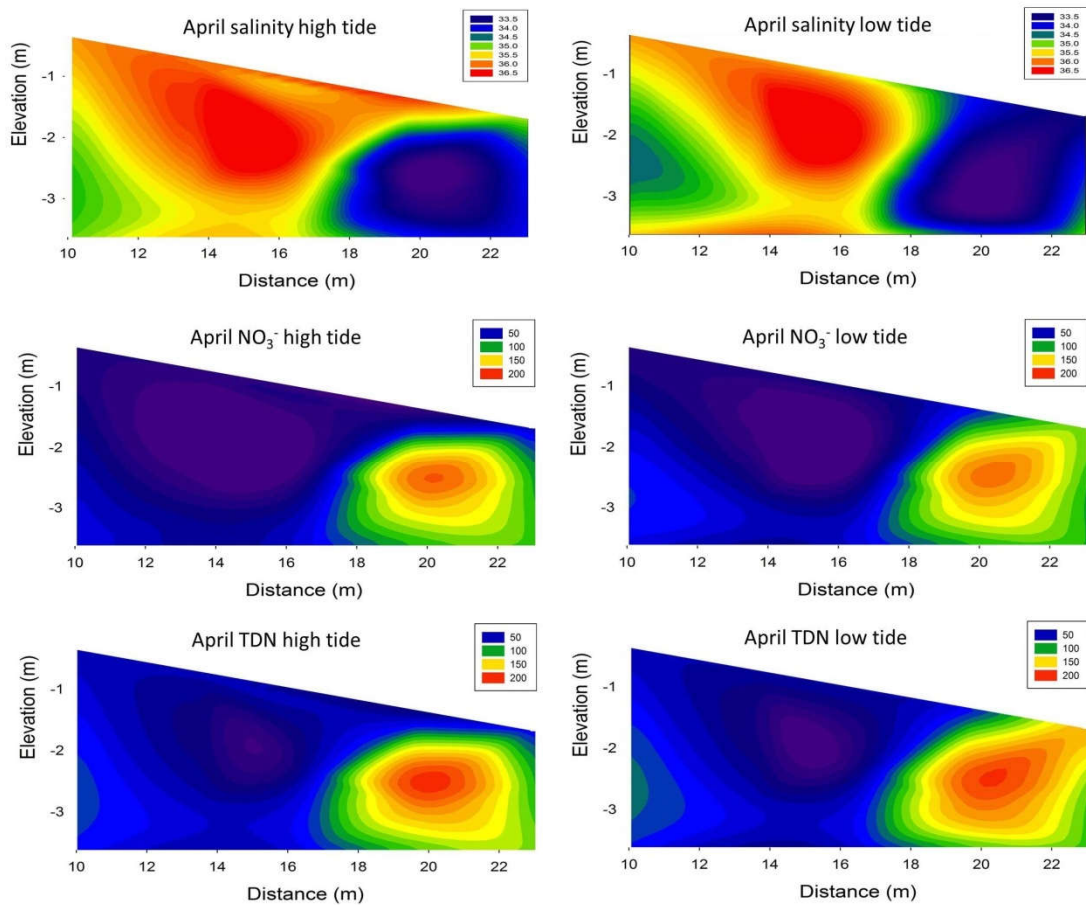 April salinity high tide
33.5
34.0
34.5
35.0
35.5
36.0
36.5
Elevation (m)
-1
-2
-3
10 12 14 16 18 20 22
Distance (m)
April salinity low tide
33.5
34.0
34.5
35.0
35.5
36.0
36.5
Elevation (m)
-1
-2
-3
10 12 14 16 18 20 22
Distance (m)
April NO₃⁻ high tide
50
100
150
200
Elevation (m)
-1
-2
-3
10 12 14 16 18 20 22
Distance (m)
April NO₃⁻ low tide
50
100
150
200
Elevation (m)
-1
-2
-3
10 12 14 16 18 20 22
Distance (m)
April TDN high tide
50
100
150
200
Elevation (m)
-1
-2
-3
10 12 14 16 18 20 22
Distance (m)
April TDN low tide
50
100
150
200
Elevation (m)
-1
-2
-3
10 12 14 16 18 20 22
Distance (m)